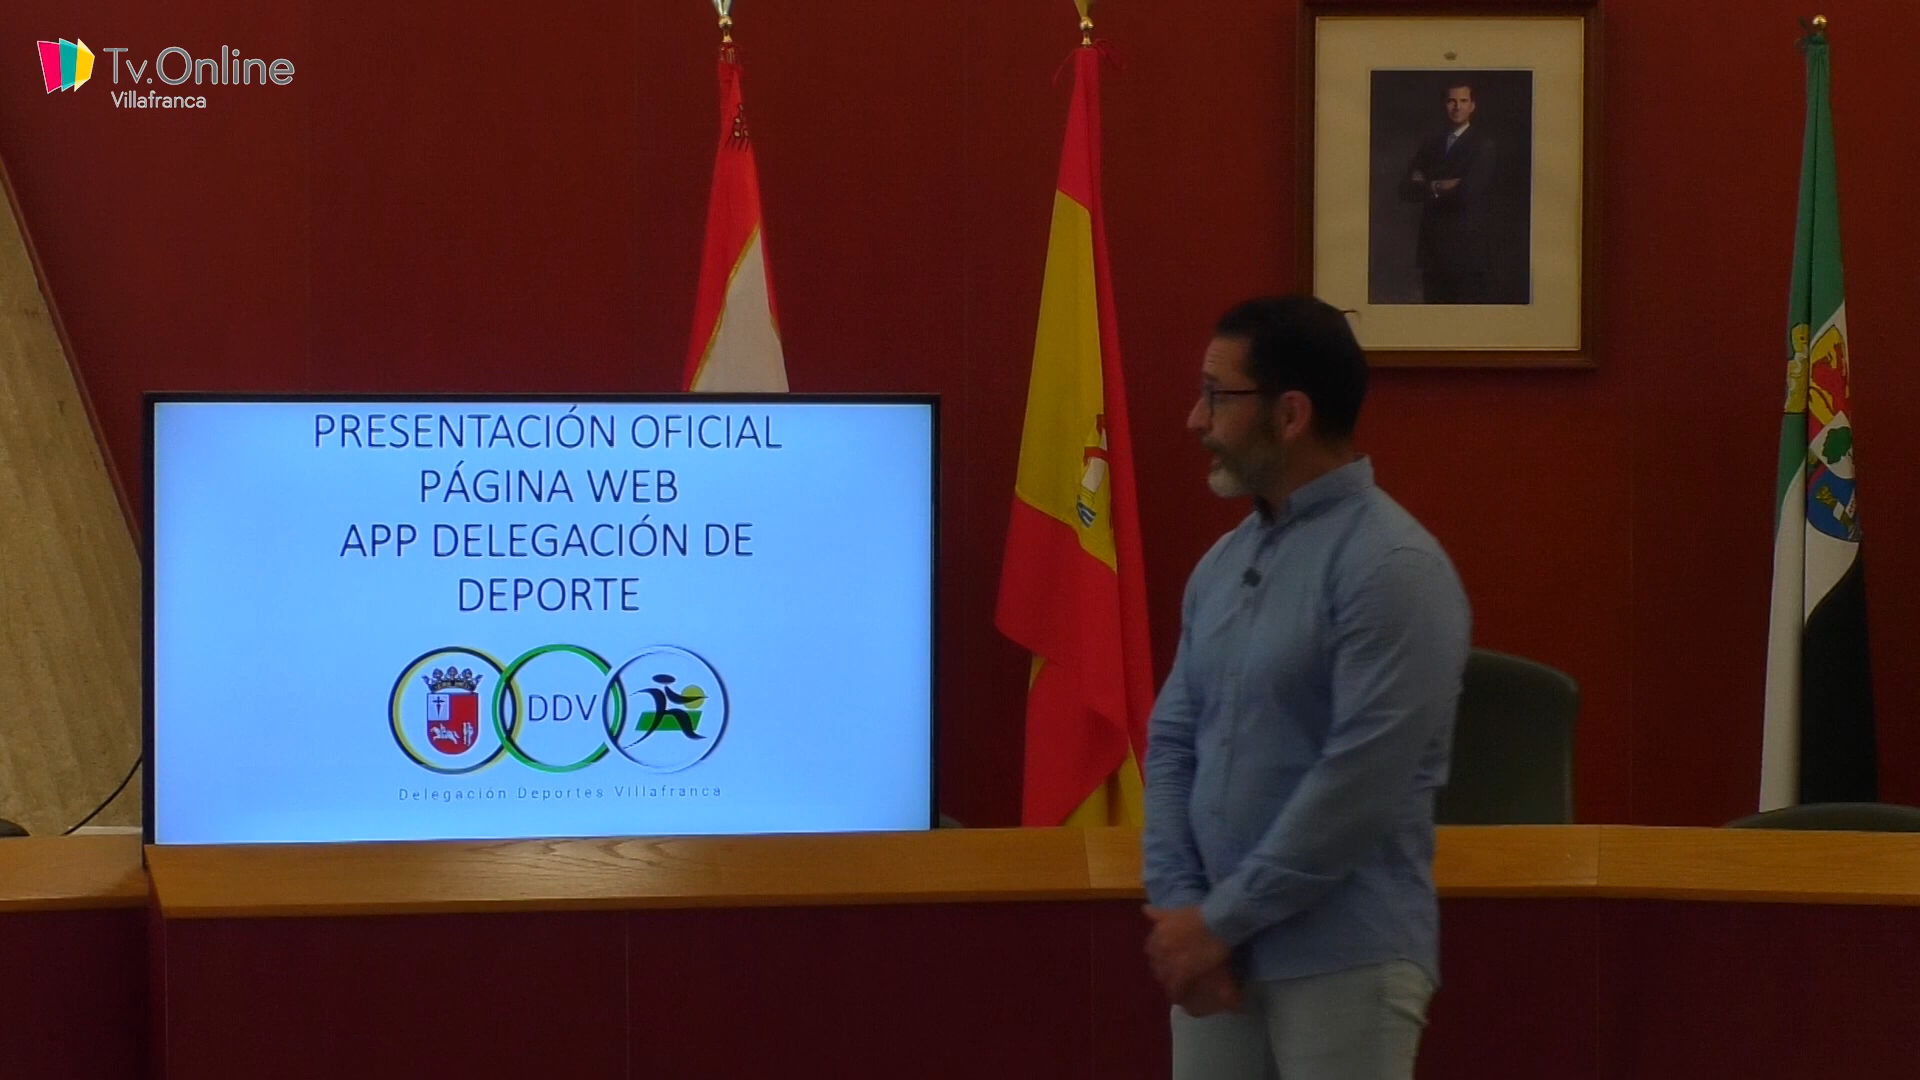 Tv.Online
Villafranca
PRESENTACIÓN OFICIAL
PÁGINA WEB
APP DELEGACIÓN DE
DEPORTE
DDV
Delegación Deportes Villafranca